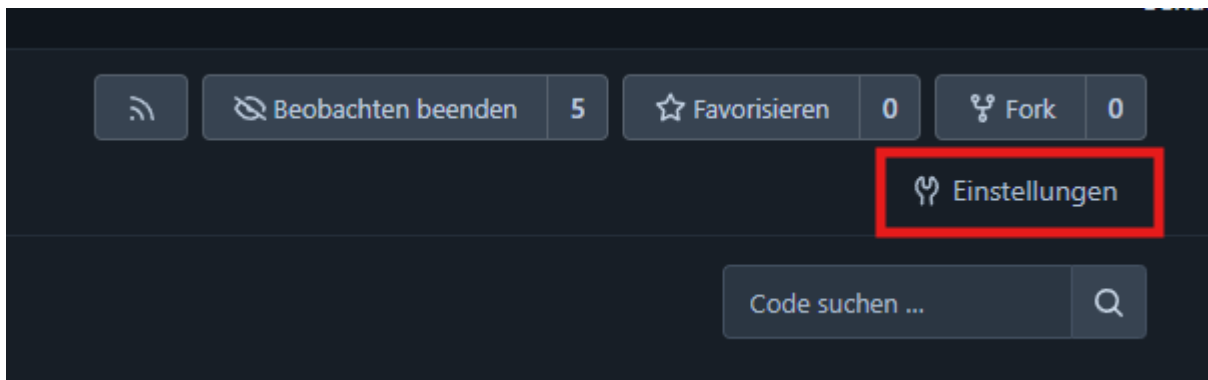 Beobachten beenden 5 Favorisieren 0 Fork 0
Einstellungen
Code suchen ...